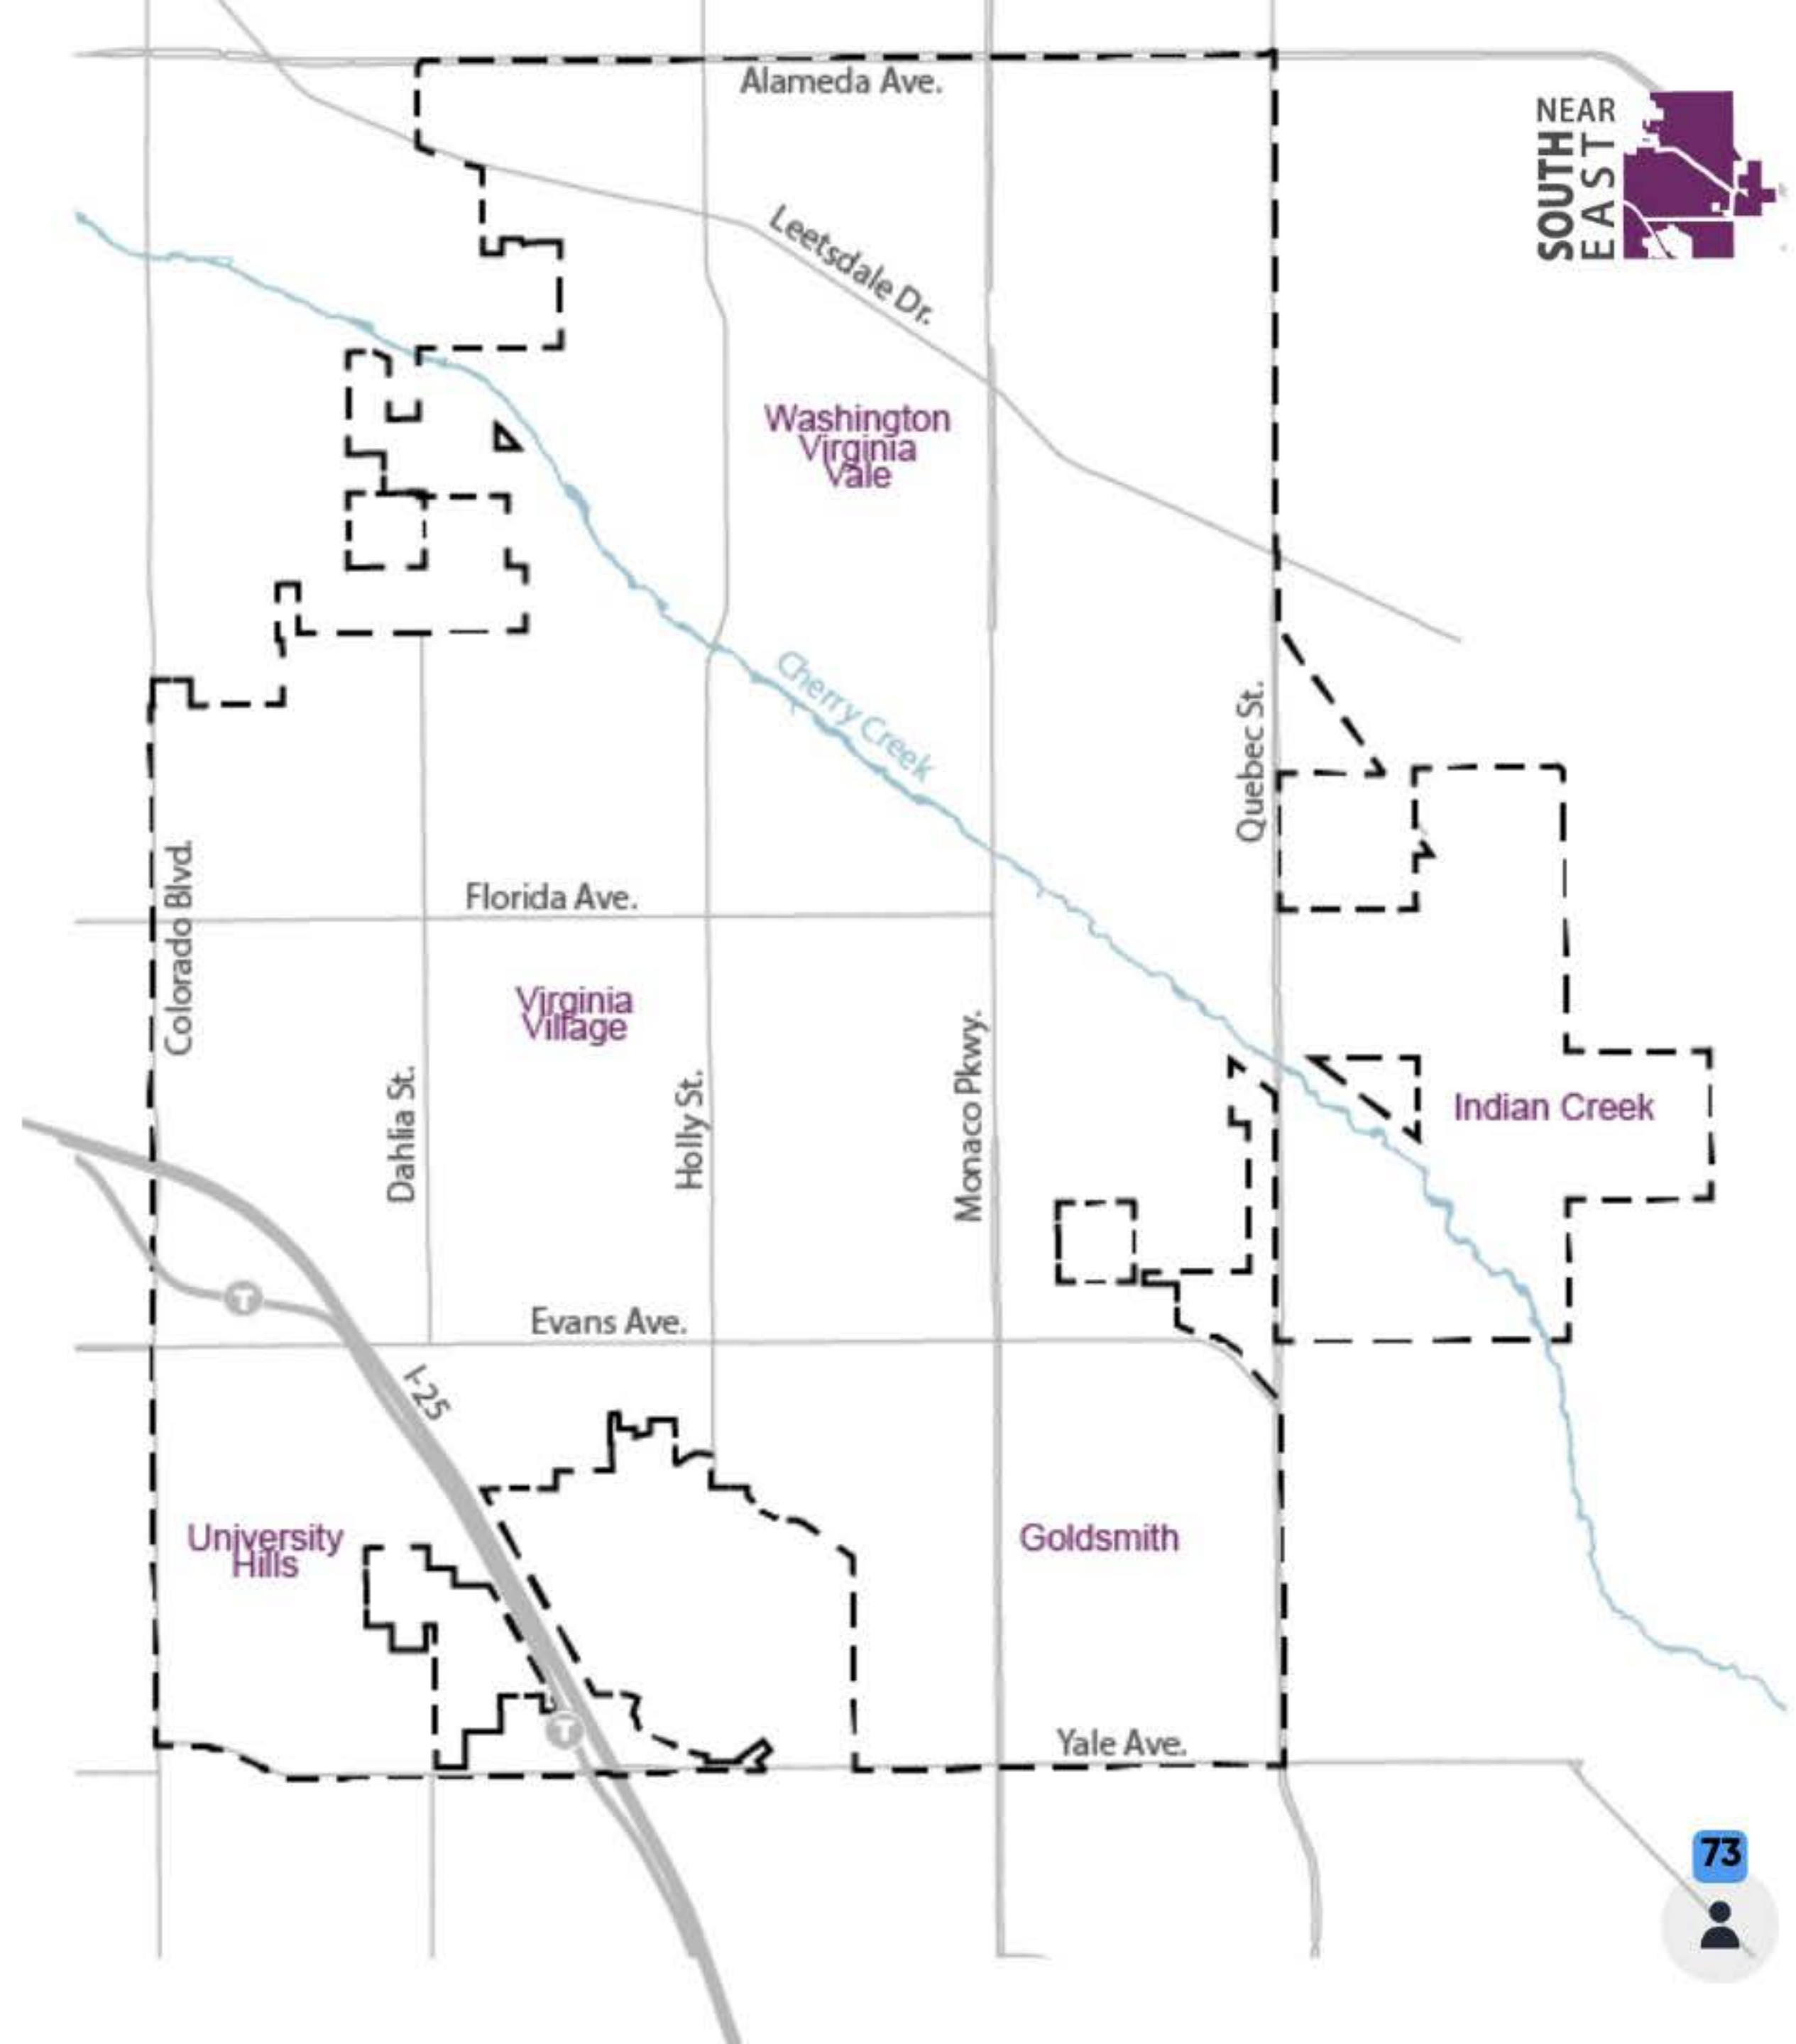 Alameda Ave.
NEAR
SOUTH
EAST
Leetsdale Dr.
Washington
Virginia
Vale
Cherry Creek
Quebec St.
Colorado Blvd.
Florida Ave.
Virginia
Village
Dahlia St.
Holly St.
Monaco Pkwy.
Indian Creek
T
Evans Ave.
I-25
University
Hills
Goldsmith
T
Yale Ave.
73